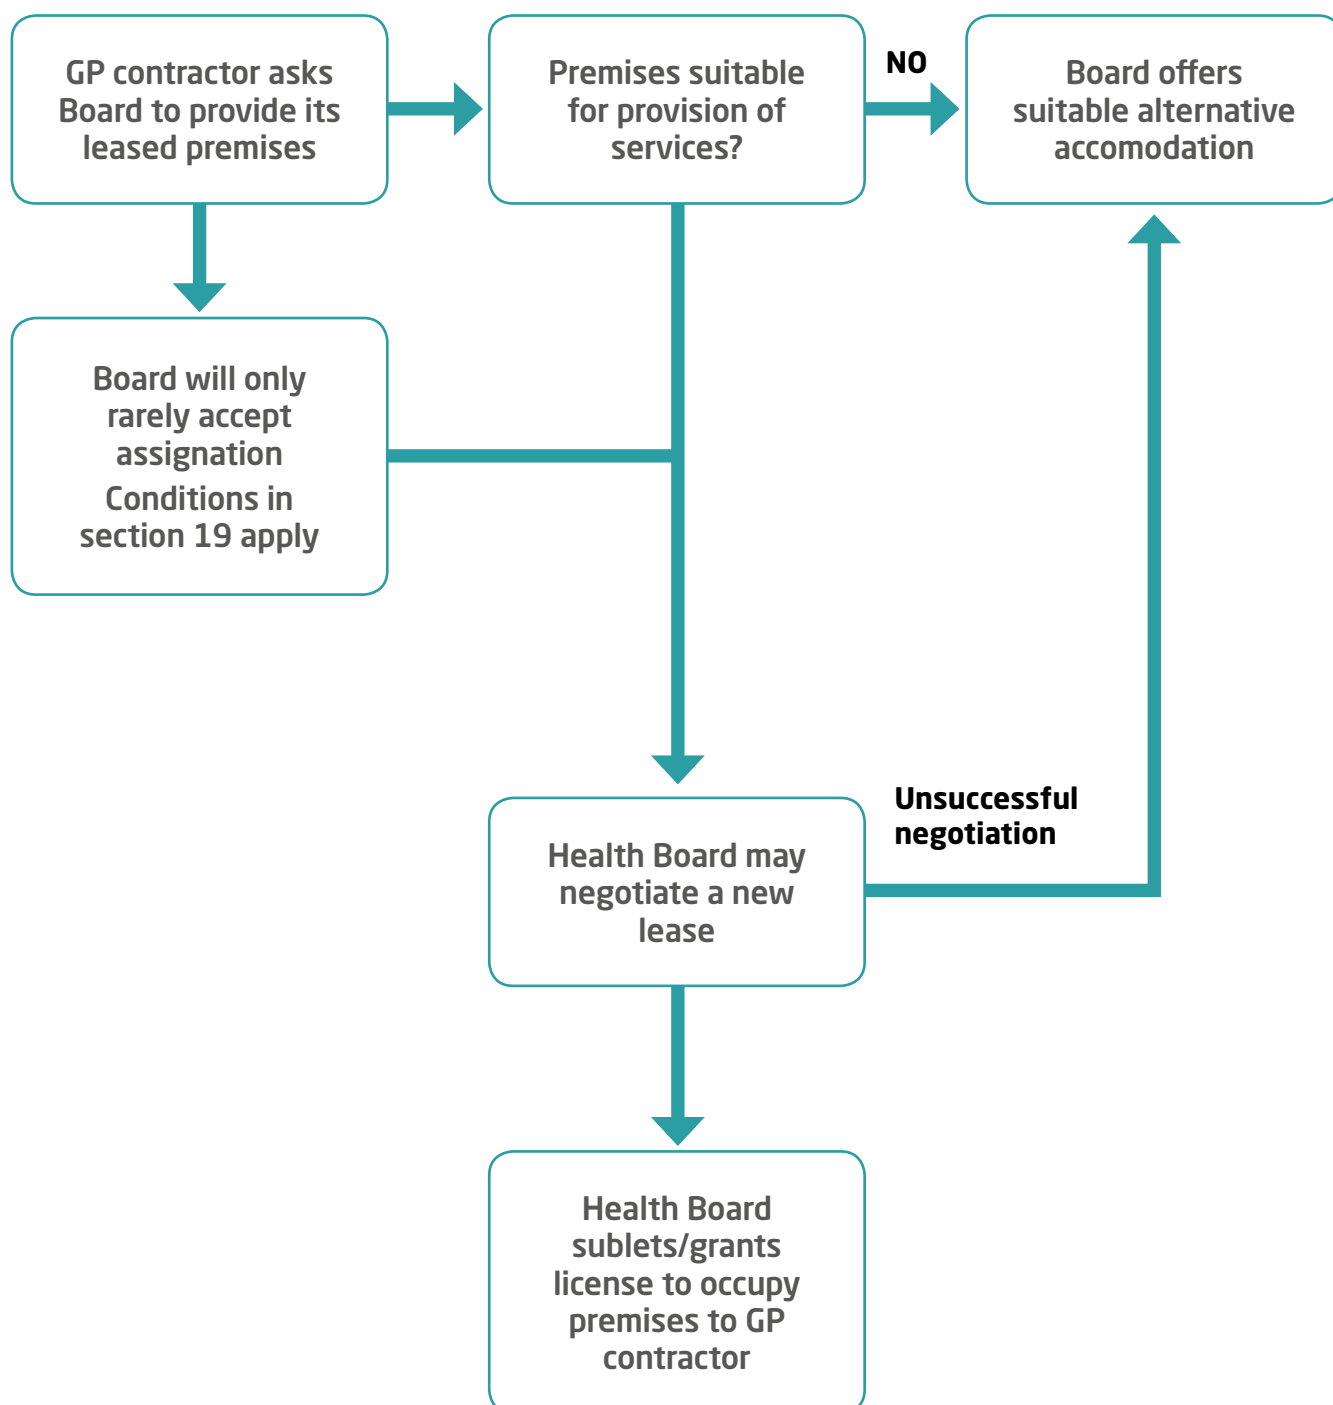 GP contractor asks
Board to provide its
leased premises
Premises suitable
for provision of
services?
NO
Board offers
suitable alternative
accomodation
Board will only
rarely accept
assignation
Conditions in
section 19 apply
Health Board may
negotiate a new
lease
Unsuccessful
negotiation
Health Board
sublets/grants
license to occupy
premises to GP
contractor